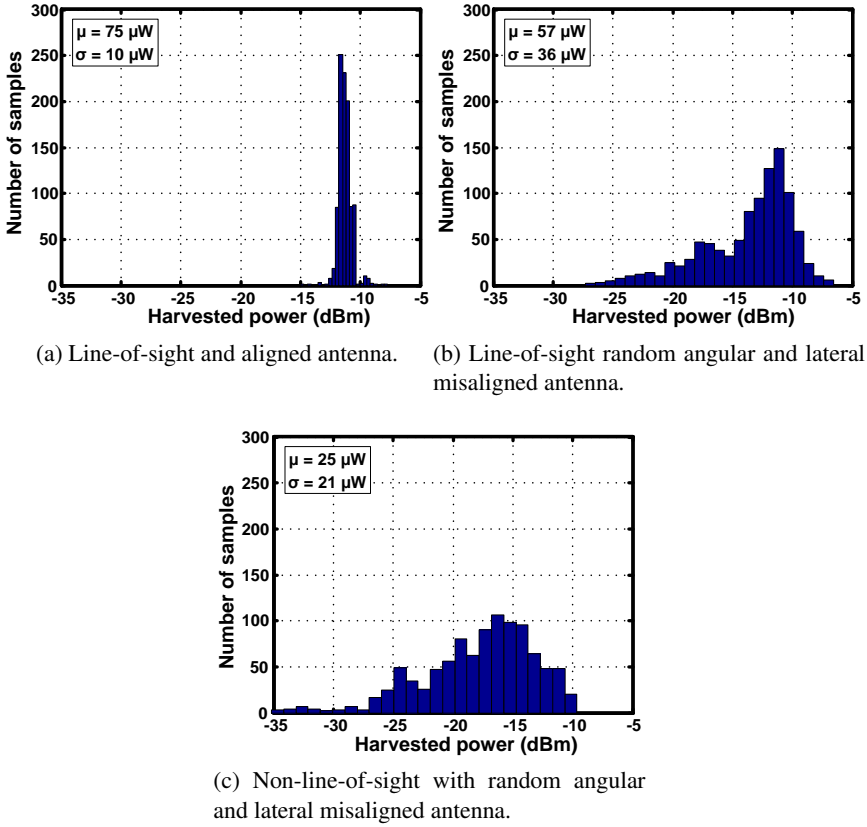 300
250
200
150
100
50
0
Number of samples
μ = 75 μW
σ = 10 μW
-35 -30 -25 -20 -15 -10 -5
Harvested power (dBm)
(a) Line-of-sight and aligned antenna.
300
250
200
150
100
50
0
Number of samples
μ = 57 μW
σ = 36 μW
-35 -30 -25 -20 -15 -10 -5
Harvested power (dBm)
(b) Line-of-sight random angular and lateral
misaligned antenna.
300
250
200
150
100
50
0
Number of samples
μ = 25 μW
σ = 21 μW
-35 -30 -25 -20 -15 -10 -5
Harvested power (dBm)
(c) Non-line-of-sight with random angular
and lateral misaligned antenna.